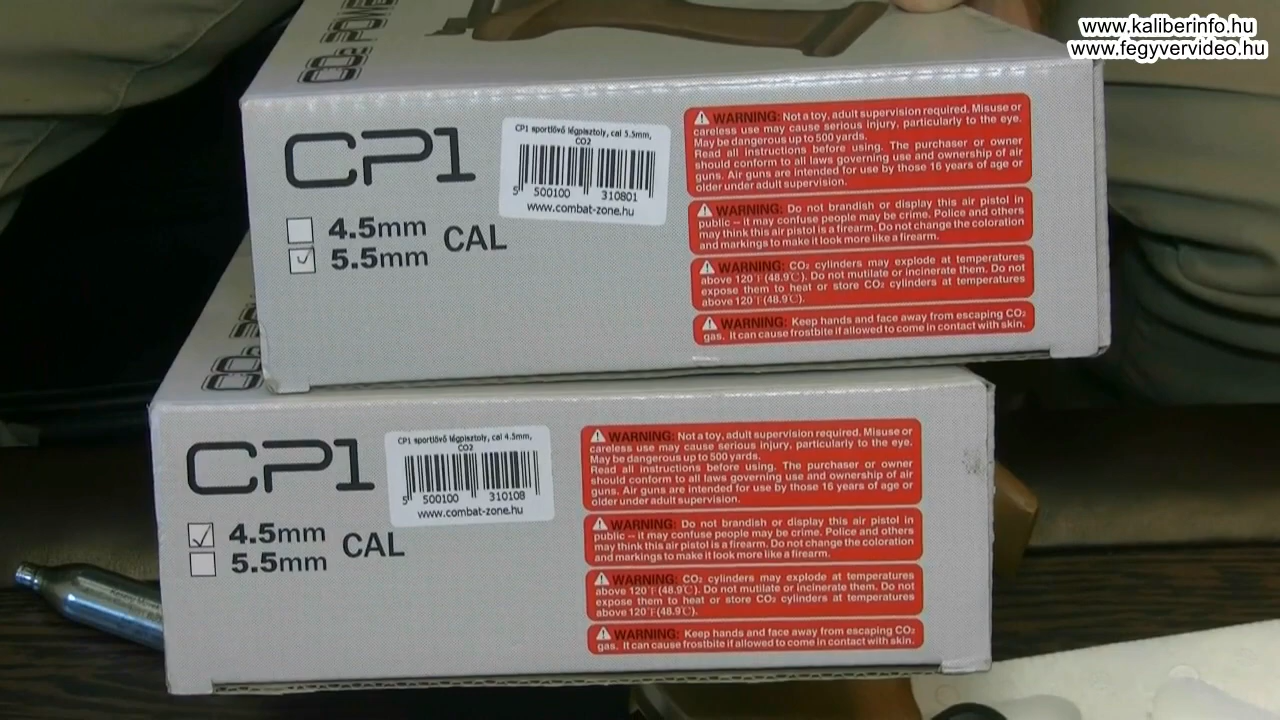 www.kaliberinfo.hu
www.fegyvervideo.hu
CO2 POWE
CP1
4.5mm
5.5mm
CAL
CP1 sportlövő légpisztoly, cal 5.5mm,
CO2
5 500100 310801
www.combat-zone.hu
WARNING: Not a toy, adult supervision required. Misuse or
careless use may cause serious injury, particularly to the eye.
May be dangerous up to 500 yards.
Read all instructions before using. The purchaser or owner
should conform to all laws governing use and ownership of air
guns. Air guns are intended for use by those 16 years of age or
older under adult supervision.
WARNING: Do not brandish or display this air pistol in
public – it may confuse people may be crime. Police and others
may think this air pistol is a firearm. Do not change the coloration
and markings to make it look more like a firearm.
WARNING: CO2 cylinders may explode at temperatures
above 120°F (48.9℃). Do not mutilate or incinerate them. Do not
expose them to heat or store CO2 cylinders at temperatures
above 120°F (48.9℃).
WARNING: Keep hands and face away from escaping CO2
gas. It can cause frostbite if allowed to come in contact with skin.
CP1
4.5mm
5.5mm
CAL
CP1 sportlövő légpisztoly, cal 4.5mm,
CO2
5 500100 310108
www.combat-zone.hu
WARNING: Not a toy, adult supervision required. Misuse or
careless use may cause serious injury, particularly to the eye.
May be dangerous up to 500 yards.
Read all instructions before using. The purchaser or owner
should conform to all laws governing use and ownership of air
guns. Air guns are intended for use by those 16 years of age or
older under adult supervision.
WARNING: Do not brandish or display this air pistol in
public – it may confuse people may be crime. Police and others
may think this air pistol is a firearm. Do not change the coloration
and markings to make it look more like a firearm.
WARNING: CO2 cylinders may explode at temperatures
above 120°F (48.9℃). Do not mutilate or incinerate them. Do not
expose them to heat or store CO2 cylinders at temperatures
above 120°F (48.9℃).
WARNING: Keep hands and face away from escaping CO2
gas. It can cause frostbite if allowed to come in contact with skin.